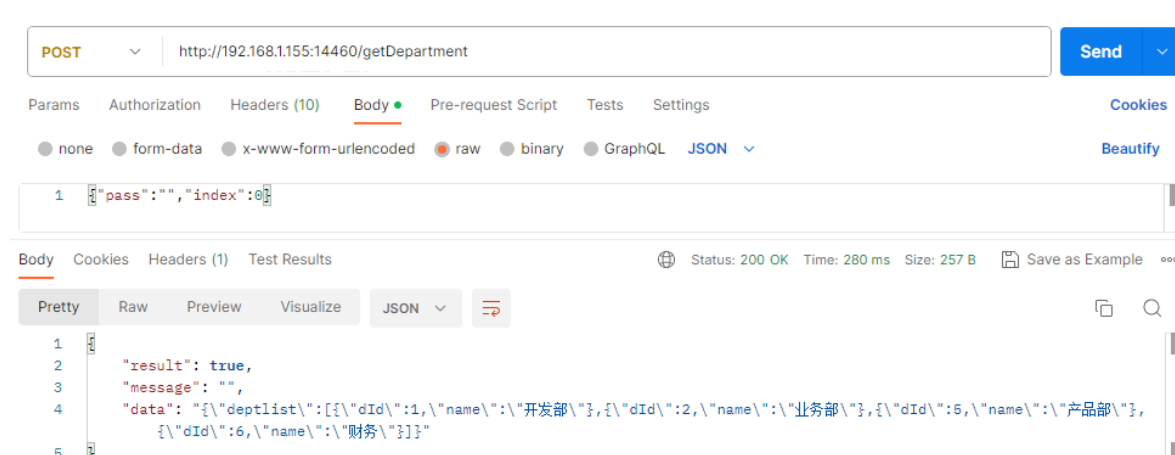 POST http://192.168.1.155:14460/getDepartment Send
Params Authorization Headers (10) Body Pre-request Script Tests Settings Cookies
none form-data x-www-form-urlencoded raw binary GraphQL JSON Beautify
1 {"pass":"","index":0}
Body Cookies Headers (1) Test Results Status: 200 OK Time: 280 ms Size: 257 B Save as Example
Pretty Raw Preview Visualize JSON
1 {
2 "result": true,
3 "message": "",
4 "data": "{\"deptlist\":[{\"dId\":1,\"name\":\"开发部\"},{\"dId\":2,\"name\":\"业务部\"},{\"dId\":5,\"name\":\"产品部\"},
{\"dId\":6,\"name\":\"财务\"}]}"
5 }